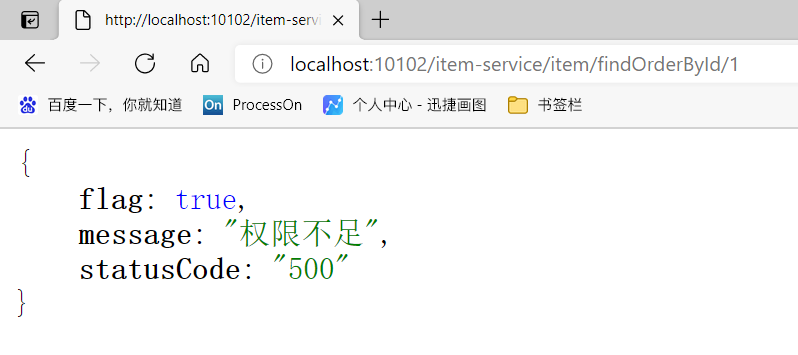 http://localhost:10102/item-servi
localhost:10102/item-service/item/findOrderById/1
百度一下，你就知道 On ProcessOn 个人中心 - 迅捷画图 书签栏
{
flag: true,
message: "权限不足",
statusCode: "500"
}